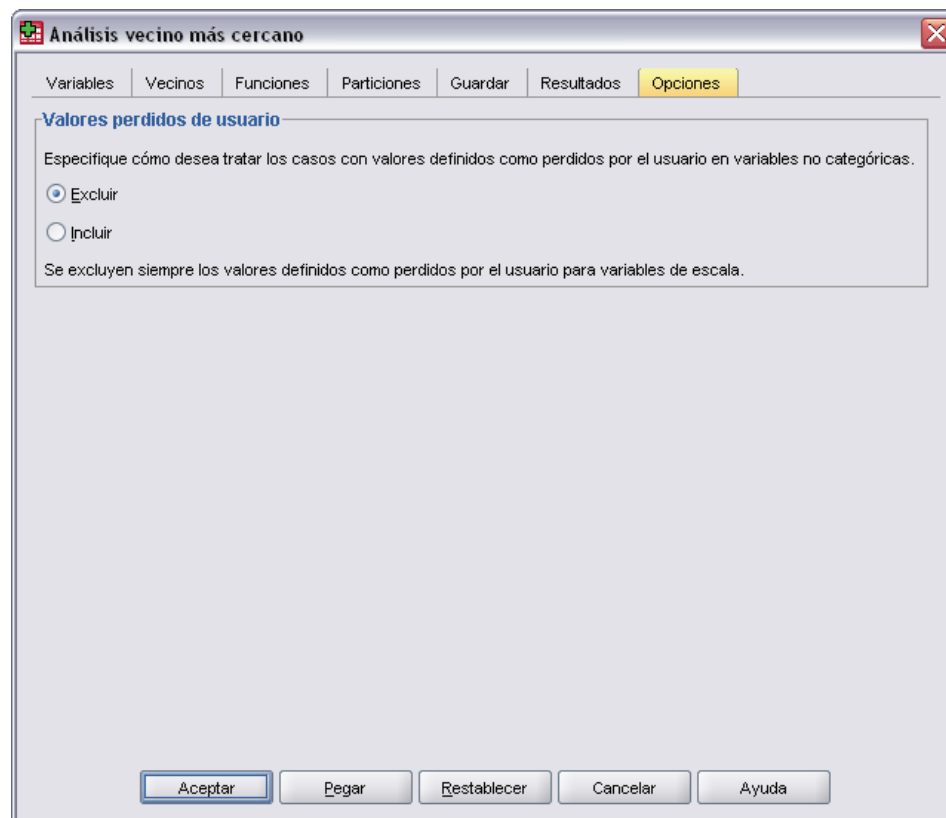 Análisis vecino más cercano
Variables Vecinos Funciones Particiones Guardar Resultados Opciones
Valores perdidos de usuario
Especifique cómo desea tratar los casos con valores definidos como perdidos por el usuario en variables no categóricas.
Excluir
Incluir
Se excluyen siempre los valores definidos como perdidos por el usuario para variables de escala.
Aceptar Pegar Restablecer Cancelar Ayuda